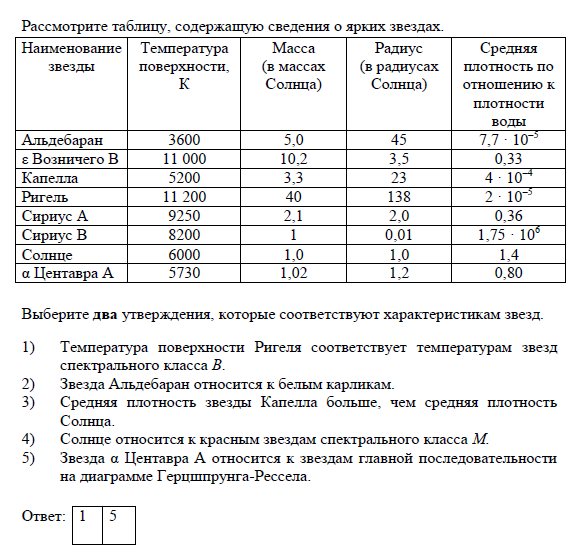 Рассмотрите таблицу, содержащую сведения о ярких звездах.
Наименование звезды | Температура поверхности, К | Масса (в массах Солнца) | Радиус (в радиусах Солнца) | Средняя плотность по отношению к плотности воды
Альдебаран | 3600 | 5,0 | 45 | 7,7 · 10⁻⁵
ε Возничего В | 11 000 | 10,2 | 3,5 | 0,33
Капелла | 5200 | 3,3 | 23 | 4 · 10⁻⁴
Ригель | 11 200 | 40 | 138 | 2 · 10⁻⁵
Сириус А | 9250 | 2,1 | 2,0 | 0,36
Сириус В | 8200 | 1 | 0,01 | 1,75 · 10⁶
Солнце | 6000 | 1,0 | 1,0 | 1,4
α Центавра А | 5730 | 1,02 | 1,2 | 0,80
Выберите два утверждения, которые соответствуют характеристикам звезд.
1) Температура поверхности Ригеля соответствует температурам звезд
спектрального класса B.
2) Звезда Альдебаран относится к белым карликам.
3) Средняя плотность звезды Капелла больше, чем средняя плотность
Солнца.
4) Солнце относится к красным звездам спектрального класса M.
5) Звезда α Центавра А относится к звездам главной последовательности
на диаграмме Герцшпрунга-Рессела.
Ответ: 1 5